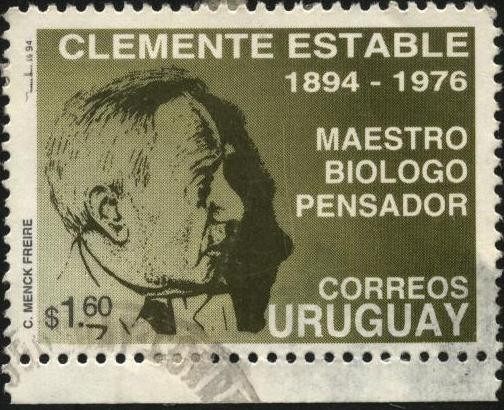 CLEMENTE ESTABLE
1894 - 1976
MAESTRO
BIOLOGO
PENSADOR
C. MENCK FREIRE
$1.60
CORREOS
URUGUAY